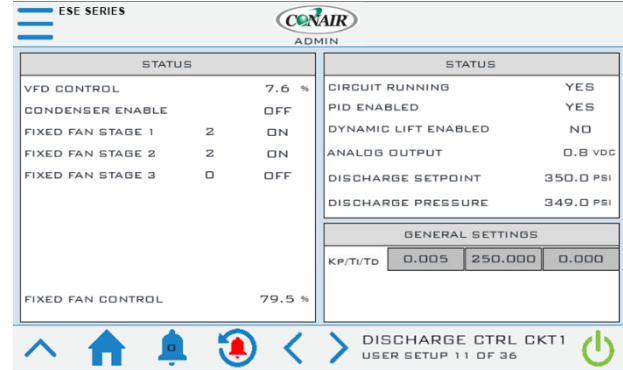 ESE SERIES
CONAIR
ADMIN
STATUS
VFD CONTROL 7.6 %
CONDENSER ENABLE OFF
FIXED FAN STAGE 1 2 ON
FIXED FAN STAGE 2 2 ON
FIXED FAN STAGE 3 0 OFF
FIXED FAN CONTROL 79.5 %
STATUS
CIRCUIT RUNNING YES
PID ENABLED YES
DYNAMIC LIFT ENABLED NO
ANALOG OUTPUT 0.8 VDC
DISCHARGE SETPOINT 350.0 PSI
DISCHARGE PRESSURE 349.0 PSI
GENERAL SETTINGS
KP/TI/TD 0.005 250.000 0.000
0
DISCHARGE CTRL CKT1
USER SETUP 11 OF 36